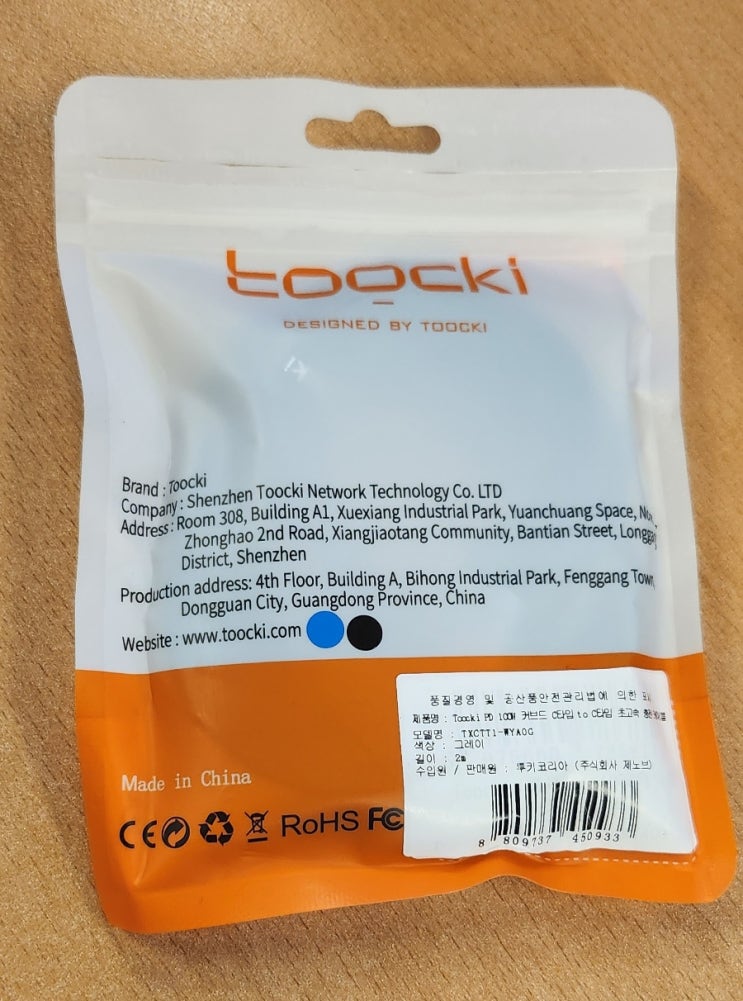 toocki
DESIGNED BY TOOCKI
Brand : Toocki
Company : Shenzhen Toocki Network Technology Co. LTD
Address : Room 308, Building A1, Xuexiang Industrial Park, Yuanchuang Space,
Zhonghao 2nd Road, Xiangjiaotang Community, Bantian Street,
District, Shenzhen
Production address: 4th Floor, Building A, Bihong Industrial Park, Fenggang Town,
Dongguan City, Guangdong Province, China
Website : www.toocki.com
품질경영 및 공산품안전관리법에 의한
제품명 : Toocki PD 100W 커브드 C타입 to C타입 초고속
모델명 : TXCTT1-WYA0G
색상 : 그레이
길이 : 2m
수입원 / 판매원 : 투키코리아 (주식회사 제노브)
8 809737 450933
Made in China
CE RoHS FC